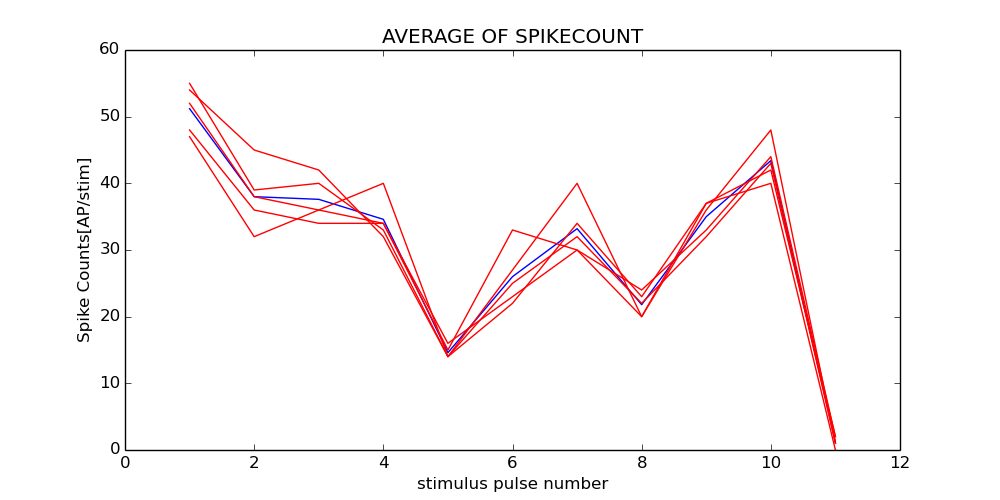 AVERAGE OF SPIKECOUNT
60
50
40
30
20
10
0
Spike Counts[AP/stim]
0 2 4 6 8 10 12
stimulus pulse number